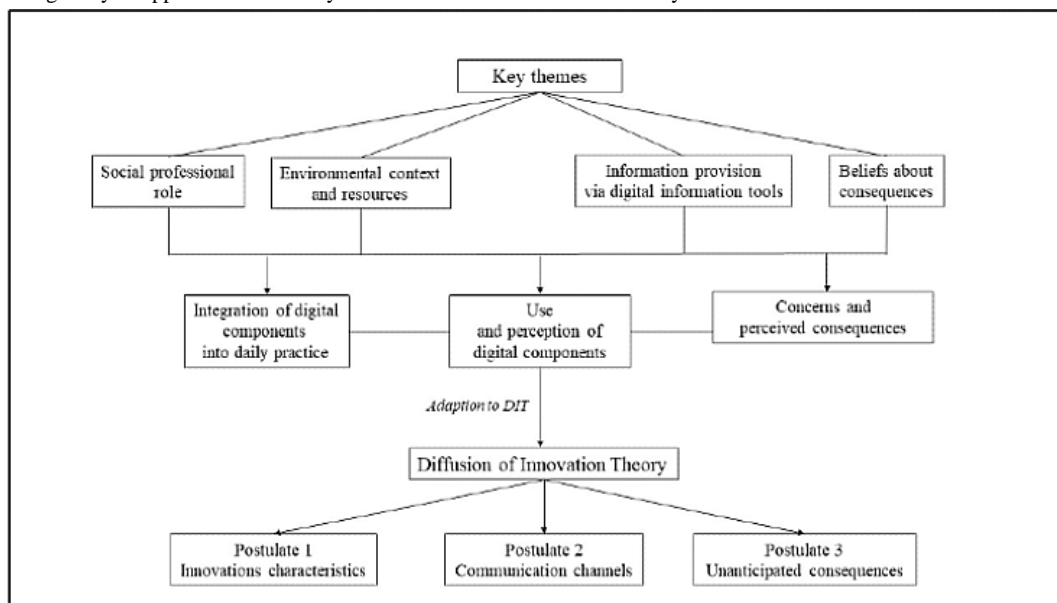 Key themes
Social professional
role
Environmental context
and resources
Information provision
via digital information tools
Beliefs about
consequences
Integration of digital
components
into daily practice
Use
and perception of
digital components
Concerns and
perceived consequences
Adaption to DIT
Diffusion of Innovation Theory
Postulate 1
Innovations characteristics
Postulate 2
Communication channels
Postulate 3
Unanticipated consequences